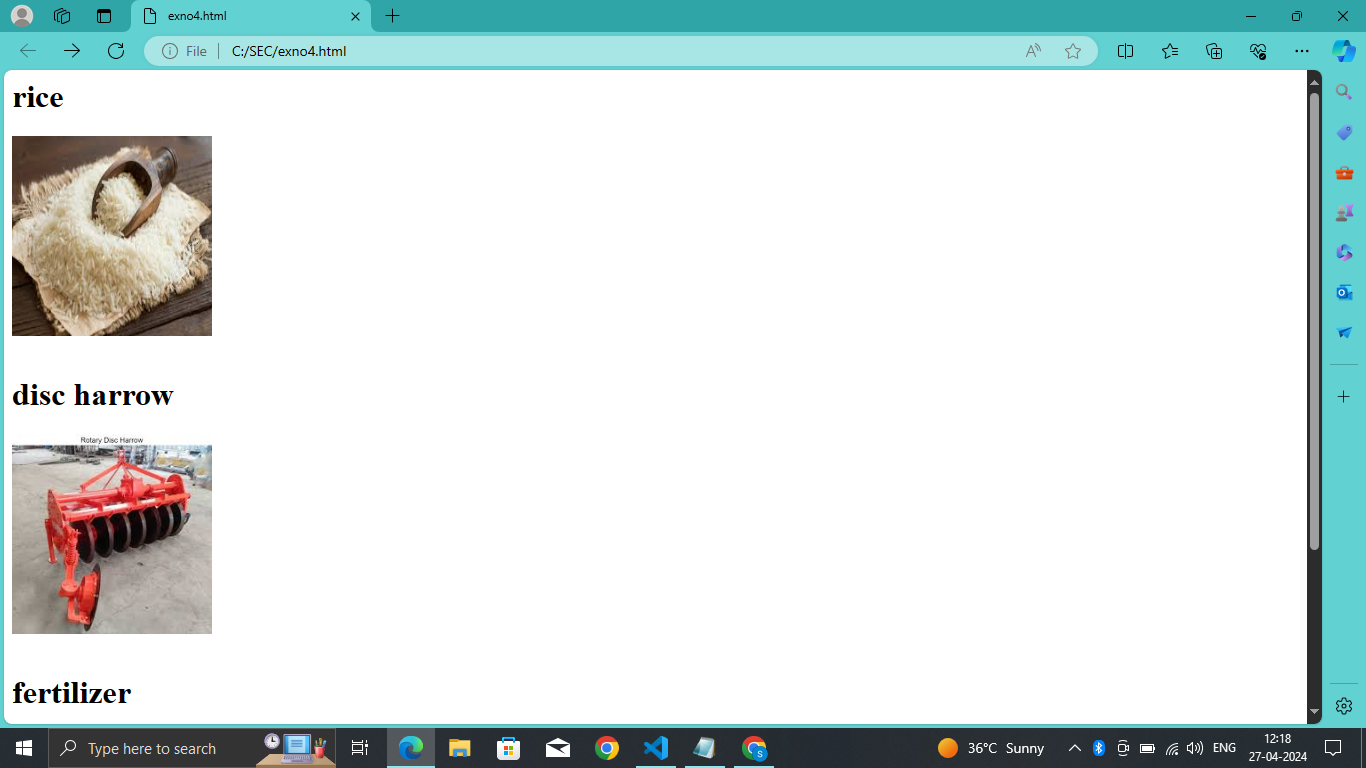 exno4.html
File
C:/SEC/exno4.html
rice
disc harrow
Rotary Disc Harrow
fertilizer
Type here to search
36°C Sunny
ENG
12:18
27-04-2024
S